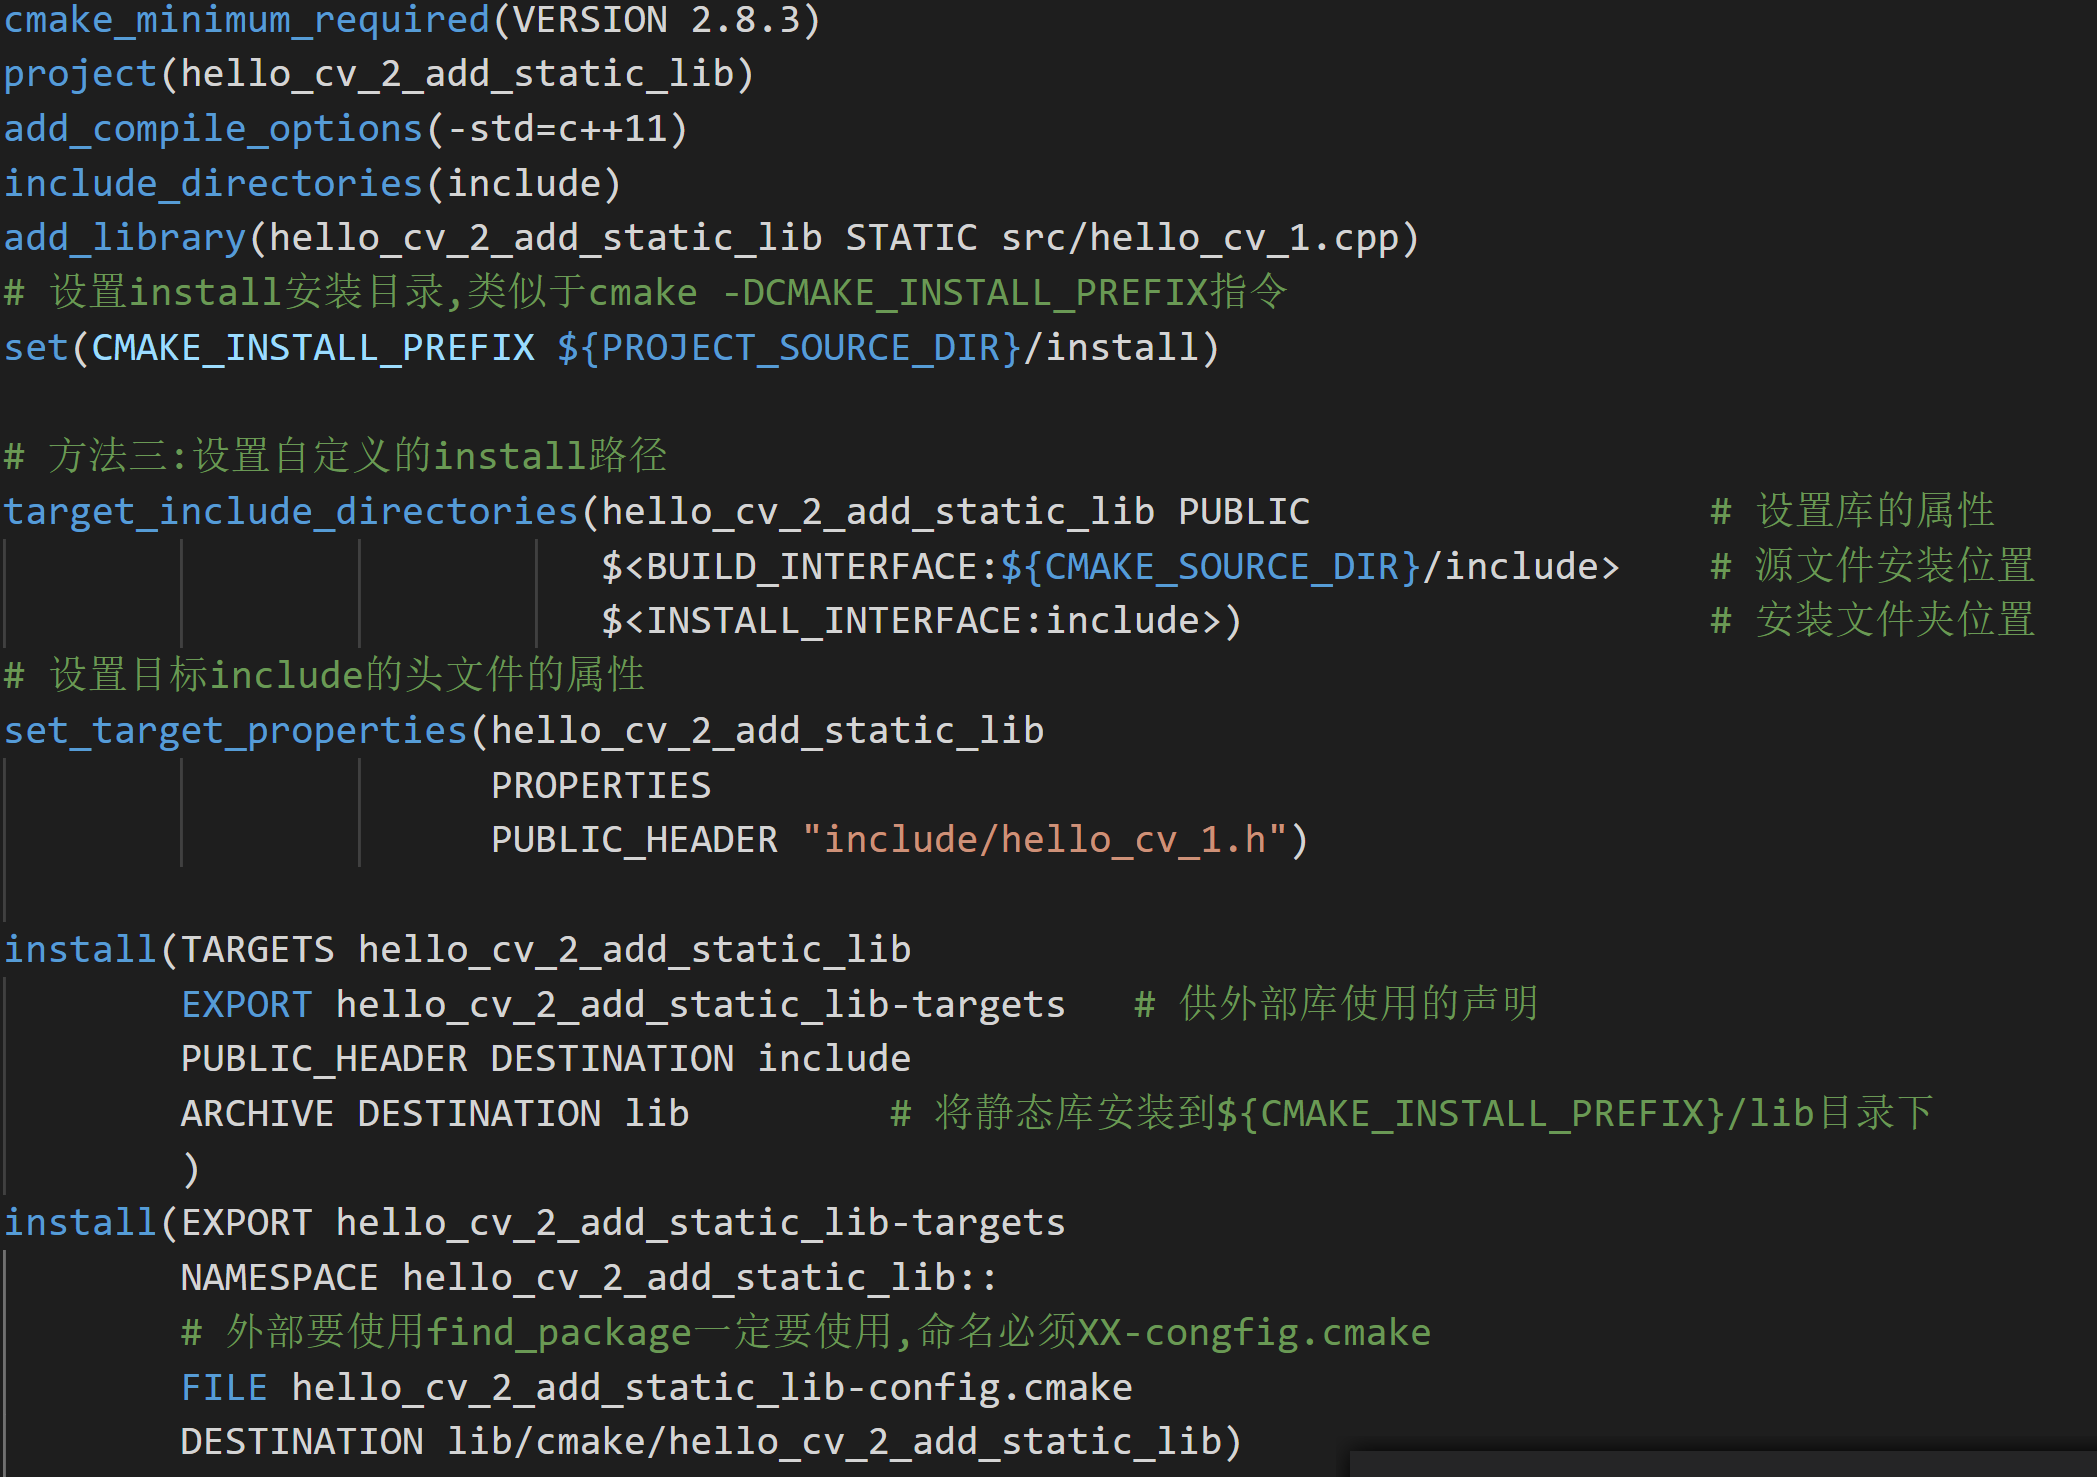 cmake_minimum_required(VERSION 2.8.3)
project(hello_cv_2_add_static_lib)
add_compile_options(-std=c++11)
include_directories(include)
add_library(hello_cv_2_add_static_lib STATIC src/hello_cv_1.cpp)
# 设置install安装目录,类似于cmake -DCMAKE_INSTALL_PREFIX指令
set(CMAKE_INSTALL_PREFIX ${PROJECT_SOURCE_DIR}/install)
# 方法三:设置自定义的install路径
target_include_directories(hello_cv_2_add_static_lib PUBLIC # 设置库的属性
$<BUILD_INTERFACE:${CMAKE_SOURCE_DIR}/include> # 源文件安装位置
$<INSTALL_INTERFACE:include>) # 安装文件夹位置
# 设置目标include的头文件的属性
set_target_properties(hello_cv_2_add_static_lib
PROPERTIES
PUBLIC_HEADER "include/hello_cv_1.h")
install(TARGETS hello_cv_2_add_static_lib
EXPORT hello_cv_2_add_static_lib-targets # 供外部库使用的声明
PUBLIC_HEADER DESTINATION include
ARCHIVE DESTINATION lib # 将静态库安装到${CMAKE_INSTALL_PREFIX}/lib目录下
)
install(EXPORT hello_cv_2_add_static_lib-targets
NAMESPACE hello_cv_2_add_static_lib::
# 外部要使用find_package一定要使用,命名必须XX-congfig.cmake
FILE hello_cv_2_add_static_lib-config.cmake
DESTINATION lib/cmake/hello_cv_2_add_static_lib)